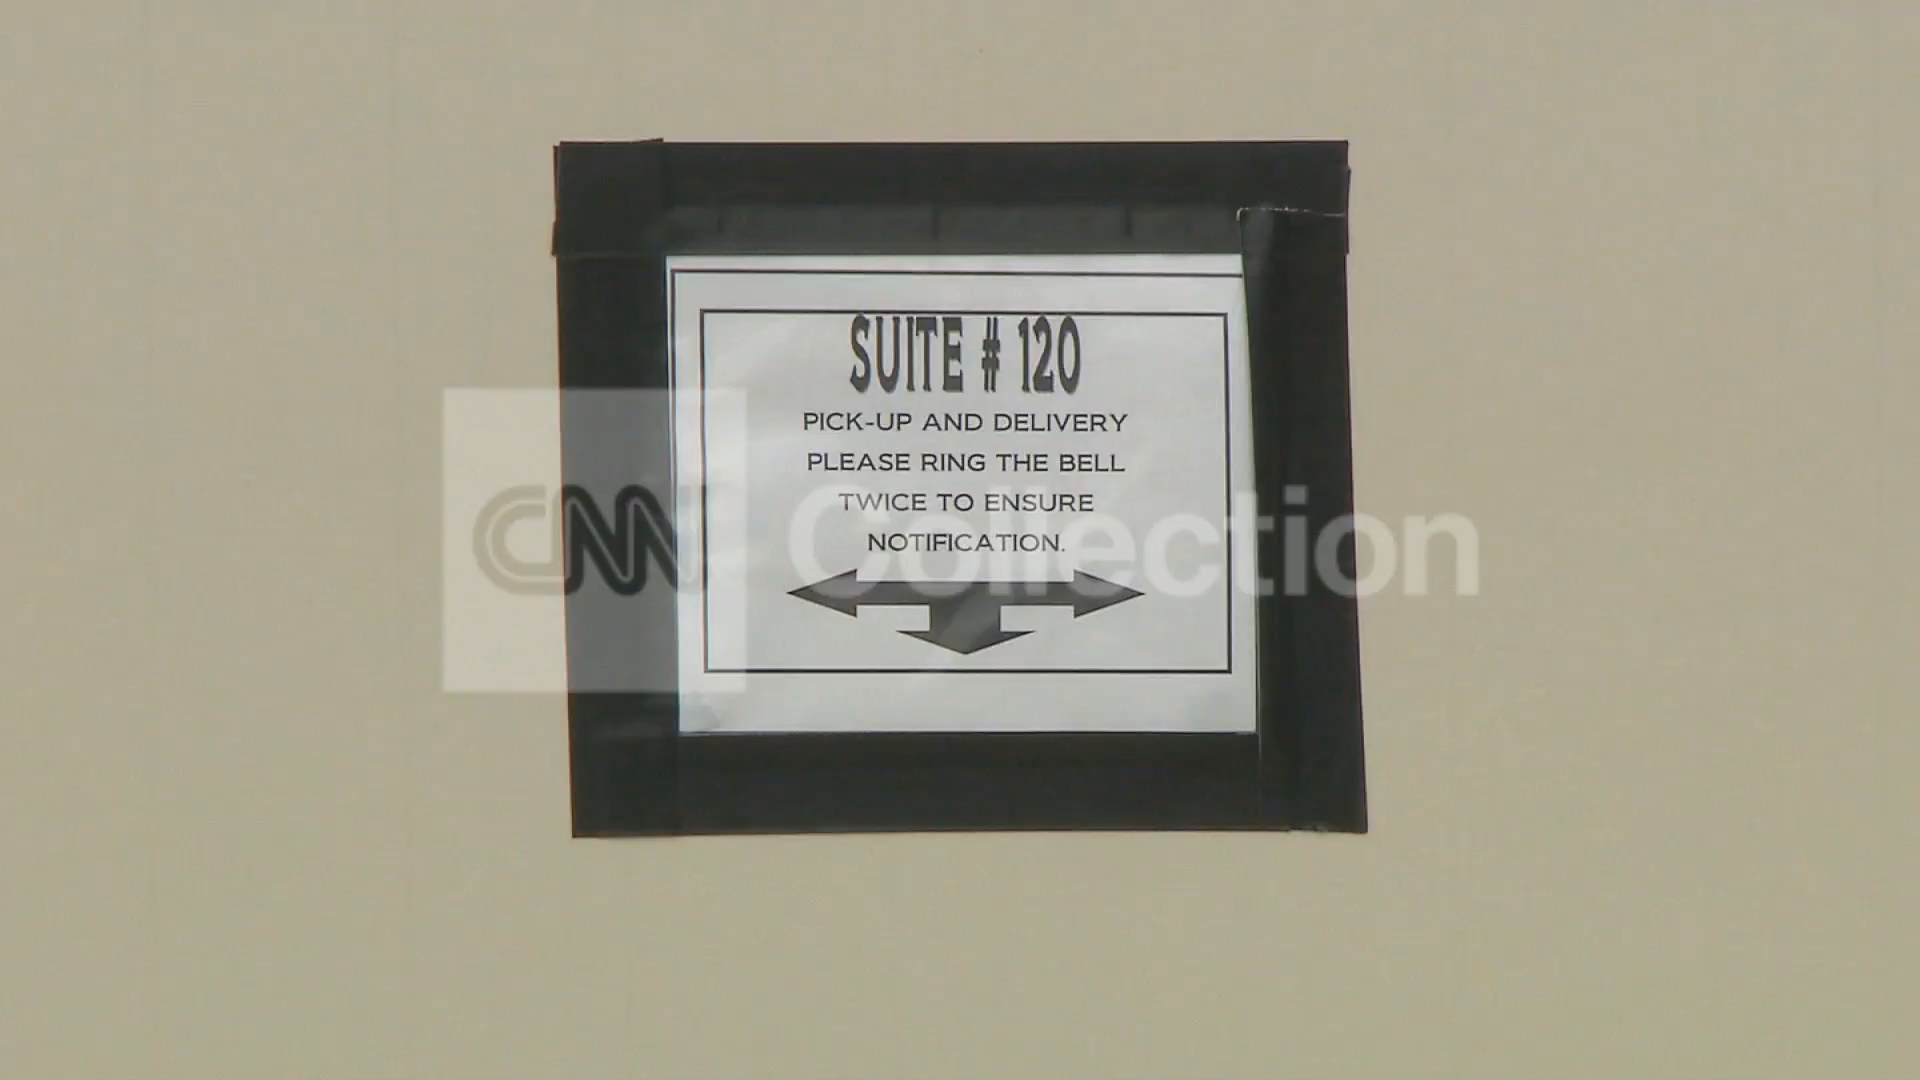 SUITE # 120
PICK-UP AND DELIVERY
PLEASE RING THE BELL
TWICE TO ENSURE
NOTIFICATION.
CNN Collection